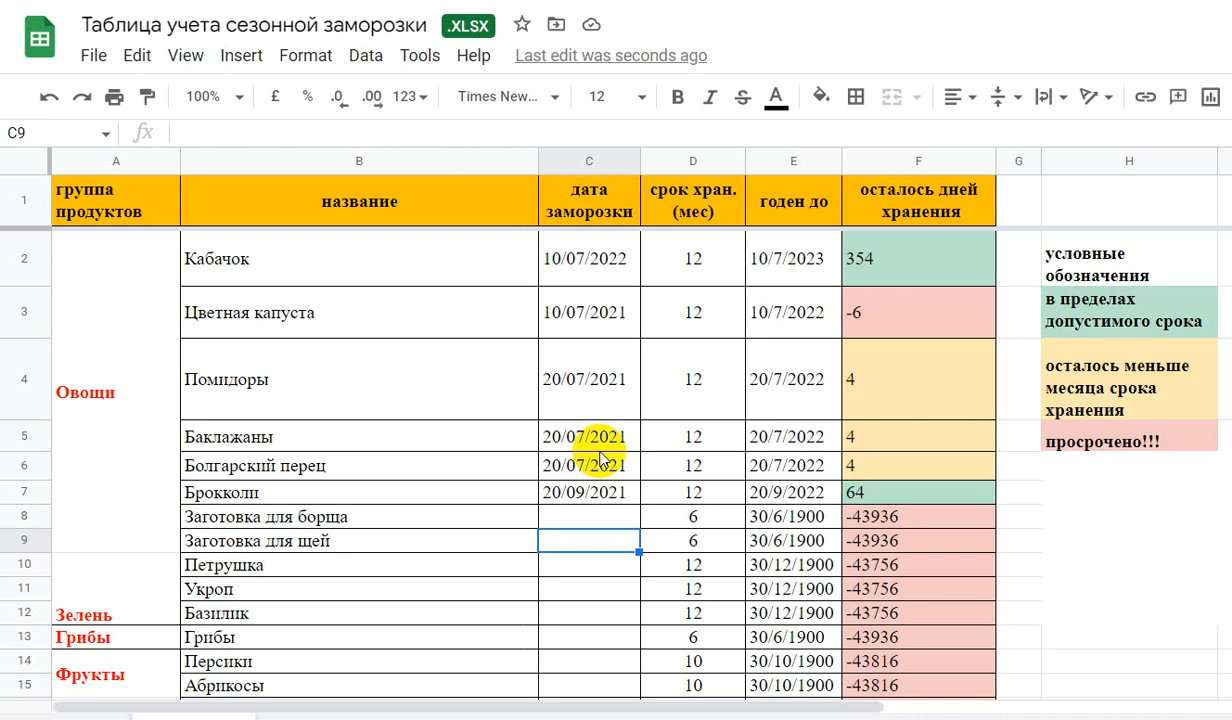 Таблица учета сезонной заморозки .XLSX
File Edit View Insert Format Data Tools Help Last edit was seconds ago
100% £ % .0 .00 123 Times New... 12 B I S A
C9 fx
A B C D E F G H
1 группа продуктов название дата заморозки срок хран. (мес) годен до осталось дней хранения
2 Кабачок 10/07/2022 12 10/7/2023 354 условные обозначения
3 Цветная капуста 10/07/2021 12 10/7/2022 -6 в пределах допустимого срока
4 Овощи Помидоры 20/07/2021 12 20/7/2022 4 осталось меньше месяца срока хранения
5 Баклажаны 20/07/2021 12 20/7/2022 4 просрочено!!!
6 Болгарский перец 20/07/2021 12 20/7/2022 4
7 Брокколи 20/09/2021 12 20/9/2022 64
8 Заготовка для борща 6 30/6/1900 -43936
9 Заготовка для щей 6 30/6/1900 -43936
10 Петрушка 12 30/12/1900 -43756
11 Укроп 12 30/12/1900 -43756
12 Зелень Базилик 12 30/12/1900 -43756
13 Грибы Грибы 6 30/6/1900 -43936
14 Фрукты Персики 10 30/10/1900 -43816
15 Абрикосы 10 30/10/1900 -43816